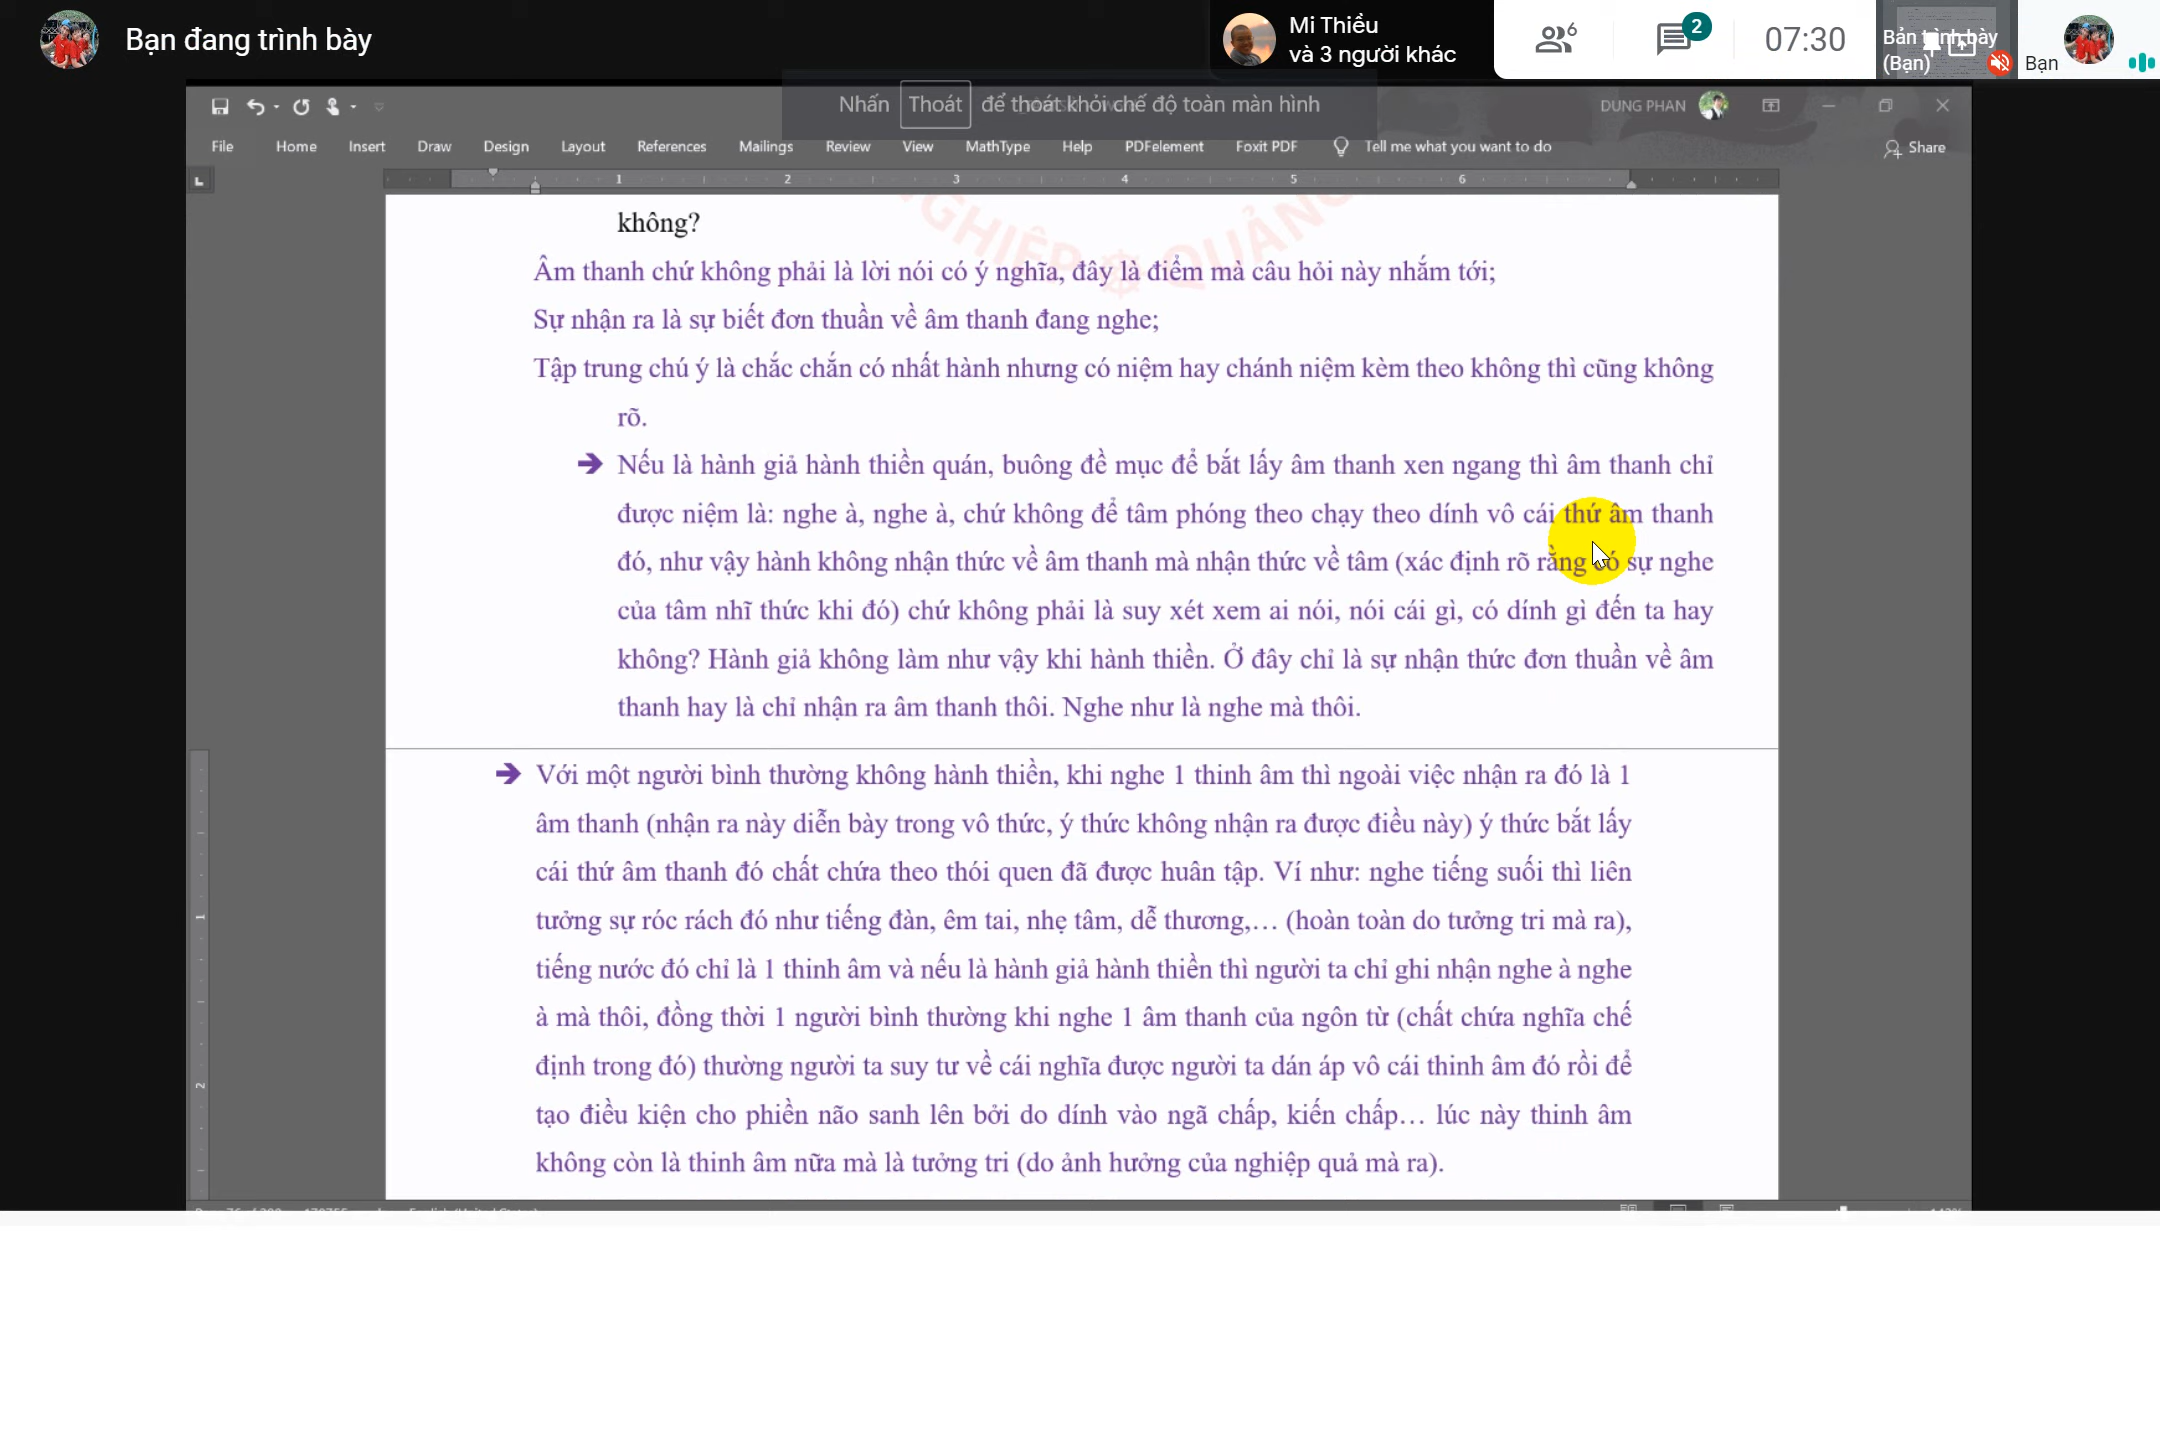 Bạn đang trình bày
Mi Thiều
và 3 người khác
6
2
07:30
Bản trình bày
(Bạn)
Bạn
Nhấn Thoát để thoát khỏi chế độ toàn màn hình
DUNG PHAN
File Home Insert Draw Design Layout References Mailings Review View MathType Help PDFelement Foxit PDF Tell me what you want to do Share
1 2 3 4 5 6
NGHIỆP QUẢNG
không?
Âm thanh chứ không phải là lời nói có ý nghĩa, đây là điểm mà câu hỏi này nhắm tới;
Sự nhận ra là sự biết đơn thuần về âm thanh đang nghe;
Tập trung chú ý là chắc chắn có nhất hành nhưng có niệm hay chánh niệm kèm theo không thì cũng không
rõ.
➔ Nếu là hành giả hành thiền quán, buông đề mục để bắt lấy âm thanh xen ngang thì âm thanh chỉ
được niệm là: nghe à, nghe à, chứ không để tâm phóng theo chạy theo dính vô cái thứ âm thanh
đó, như vậy hành không nhận thức về âm thanh mà nhận thức về tâm (xác định rõ rằng có sự nghe
của tâm nhĩ thức khi đó) chứ không phải là suy xét xem ai nói, nói cái gì, có dính gì đến ta hay
không? Hành giả không làm như vậy khi hành thiền. Ở đây chỉ là sự nhận thức đơn thuần về âm
thanh hay là chỉ nhận ra âm thanh thôi. Nghe như là nghe mà thôi.
➔ Với một người bình thường không hành thiền, khi nghe 1 thinh âm thì ngoài việc nhận ra đó là 1
âm thanh (nhận ra này diễn bày trong vô thức, ý thức không nhận ra được điều này) ý thức bắt lấy
cái thứ âm thanh đó chất chứa theo thói quen đã được huân tập. Ví như: nghe tiếng suối thì liên
tưởng sự róc rách đó như tiếng đàn, êm tai, nhẹ tâm, dễ thương,… (hoàn toàn do tưởng tri mà ra),
tiếng nước đó chỉ là 1 thinh âm và nếu là hành giả hành thiền thì người ta chỉ ghi nhận nghe à nghe
à mà thôi, đồng thời 1 người bình thường khi nghe 1 âm thanh của ngôn từ (chất chứa nghĩa chế
định trong đó) thường người ta suy tư về cái nghĩa được người ta dán áp vô cái thinh âm đó rồi để
tạo điều kiện cho phiền não sanh lên bởi do dính vào ngã chấp, kiến chấp… lúc này thinh âm
không còn là thinh âm nữa mà là tưởng tri (do ảnh hưởng của nghiệp quả mà ra).
1
2